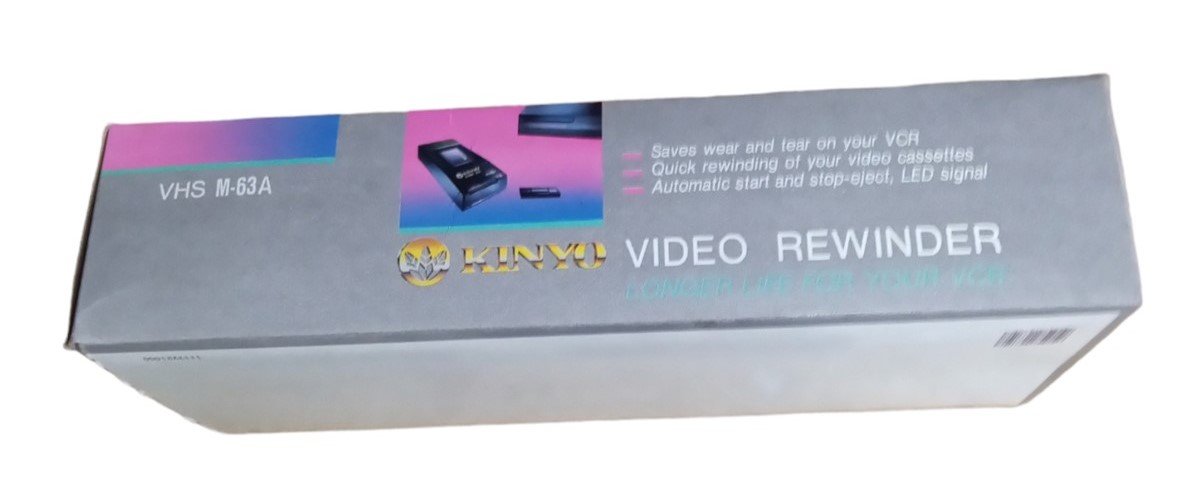 VHS M-63A
Saves wear and tear on your VCR
Quick rewinding of your video cassettes
Automatic start and stop-eject, LED signal
KINYO VIDEO REWINDER
LONGER LIFE FOR YOUR VCR